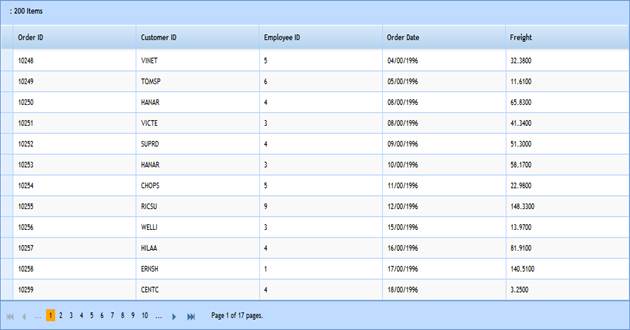 : 200 Items
Order ID Customer ID Employee ID Order Date Freight
10248 VINET 5 04/00/1996 32.3800
10249 TOMSP 6 05/00/1996 11.6100
10250 HANAR 4 08/00/1996 65.8300
10251 VICTE 3 08/00/1996 41.3400
10252 SUPRD 4 09/00/1996 51.3000
10253 HANAR 3 10/00/1996 58.1700
10254 CHOPS 5 11/00/1996 22.9800
10255 RICSU 9 12/00/1996 148.3300
10256 WELLI 3 15/00/1996 13.9700
10257 HILAA 4 16/00/1996 81.9100
10258 ERNSH 1 17/00/1996 140.5100
10259 CENTC 4 18/00/1996 3.2500
... 1 2 3 4 5 6 7 8 9 10 ... Page 1 of 17 pages.